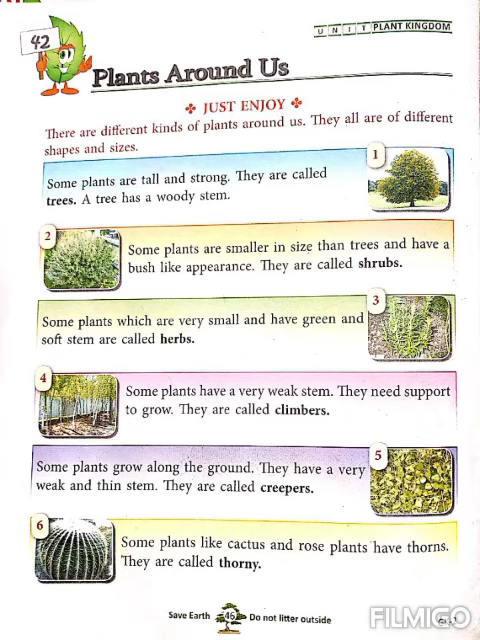 42
UNIT PLANT KINGDOM
Plants Around Us
JUST ENJOY
There are different kinds of plants around us. They all are of different
shapes and sizes.
1
Some plants are tall and strong. They are called
trees. A tree has a woody stem.
2
Some plants are smaller in size than trees and have a
bush like appearance. They are called shrubs.
3
Some plants which are very small and have green and
soft stem are called herbs.
4
Some plants have a very weak stem. They need support
to grow. They are called climbers.
5
Some plants grow along the ground. They have a very
weak and thin stem. They are called creepers.
6
Some plants like cactus and rose plants have thorns.
They are called thorny.
Save Earth 46 Do not litter outside
FILMIGO